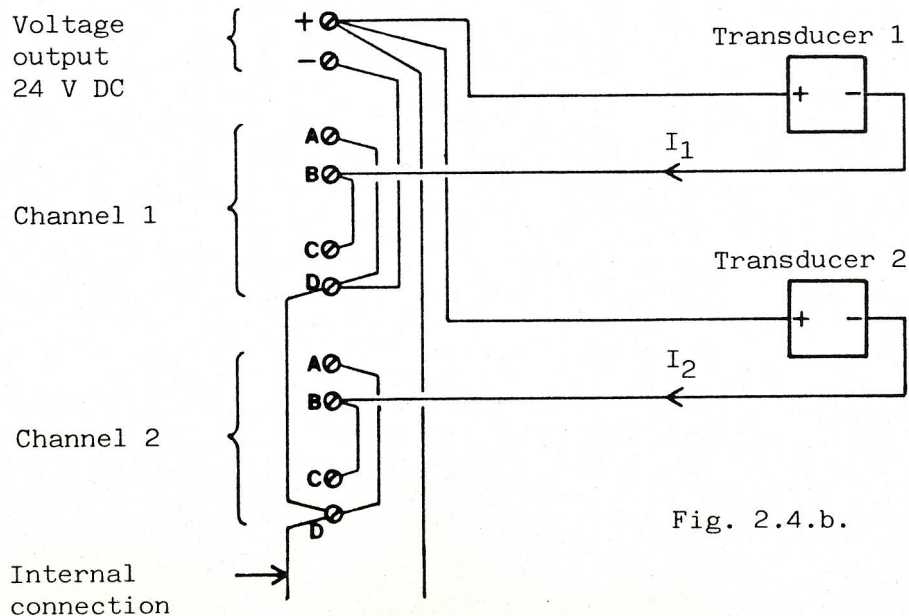 Voltage
output
24 V DC
+
−
Transducer 1
+ −
A
B
I1
Channel 1
C
D
Transducer 2
+ −
A
B
I2
Channel 2
C
D
Fig. 2.4.b.
Internal
connection